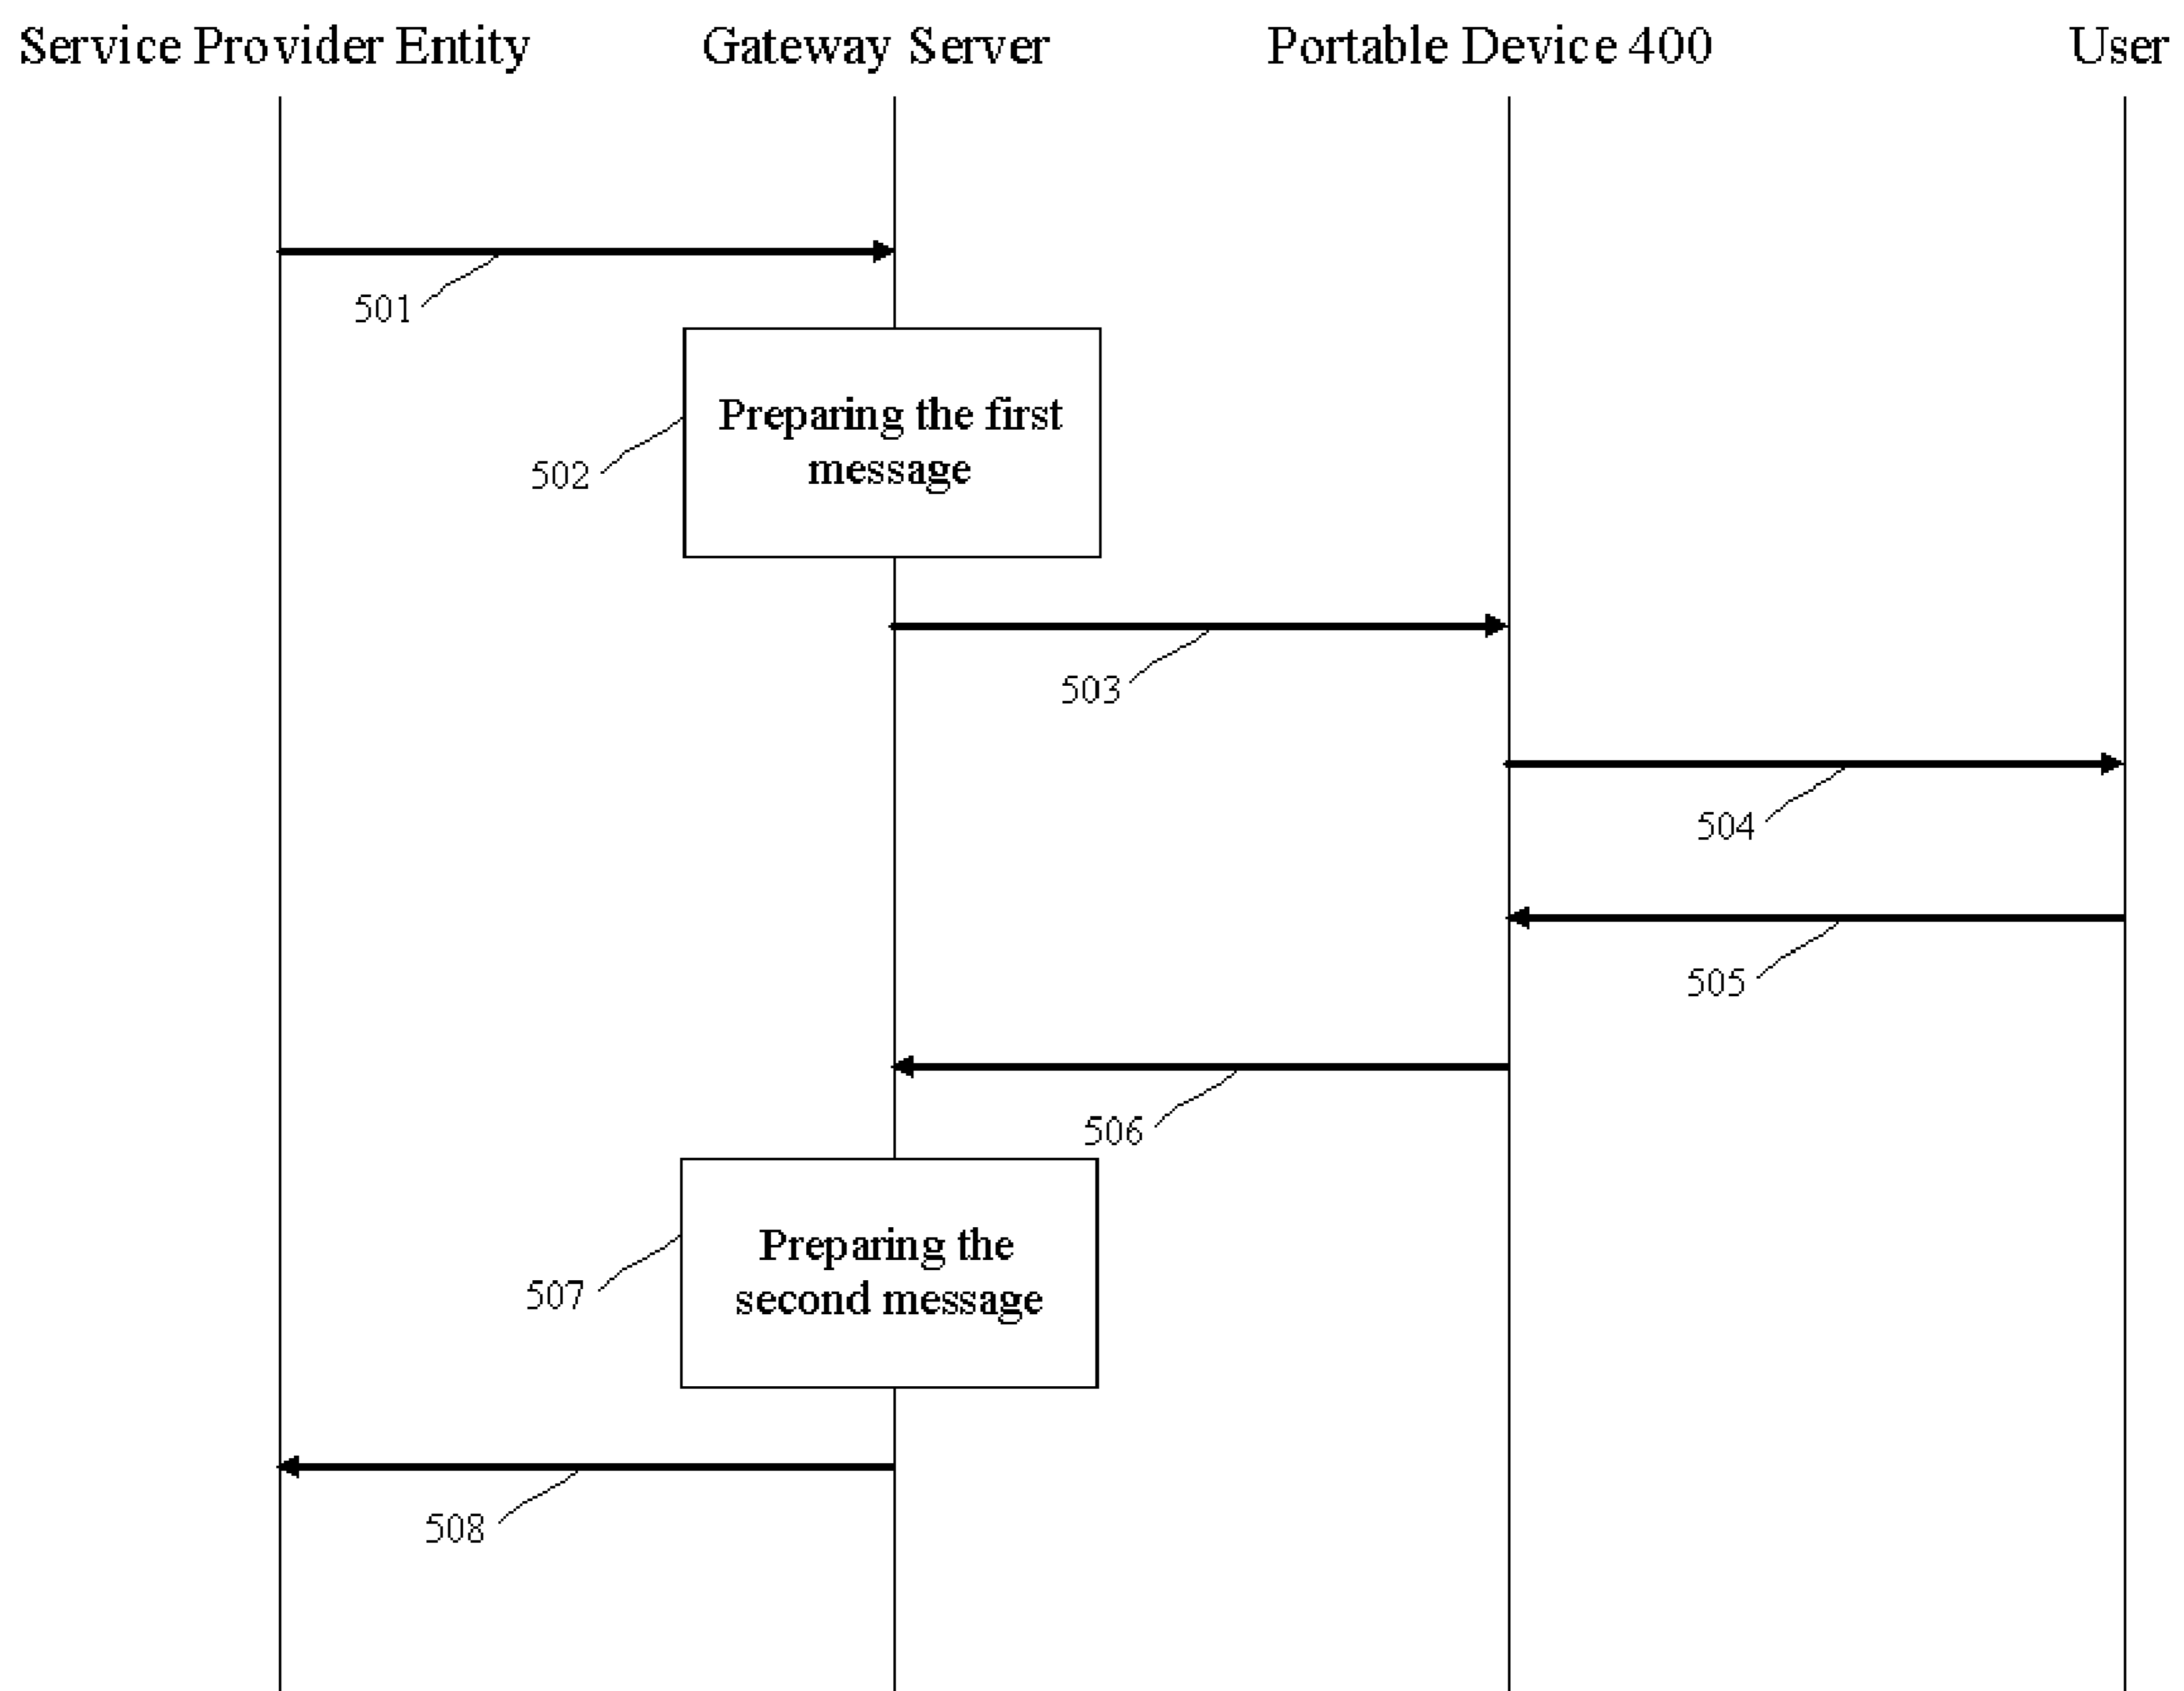 Service Provider Entity
Gateway Server
Portable Device 400
User
501
Preparing the first
message
502
503
504
505
506
Preparing the
second message
507
508